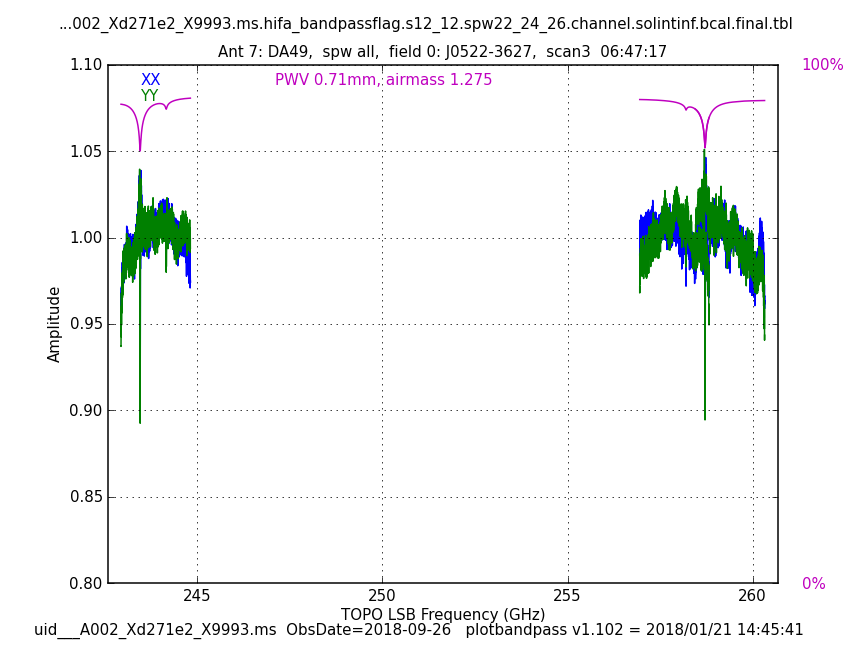 ...002_Xd271e2_X9993.ms.hifa_bandpassflag.s12_12.spw22_24_26.channel.solintinf.bcal.final.tbl
Ant 7: DA49,  spw all,  field 0: J0522-3627,  scan3  06:47:17
1.10
XX
PWV 0.71mm, airmass 1.275
100%
YY
1.05
1.00
Amplitude
0.95
0.90
0.85
0.80
0%
245
250
255
260
TOPO LSB Frequency (GHz)
uid___A002_Xd271e2_X9993.ms  ObsDate=2018-09-26   plotbandpass v1.102 = 2018/01/21 14:45:41